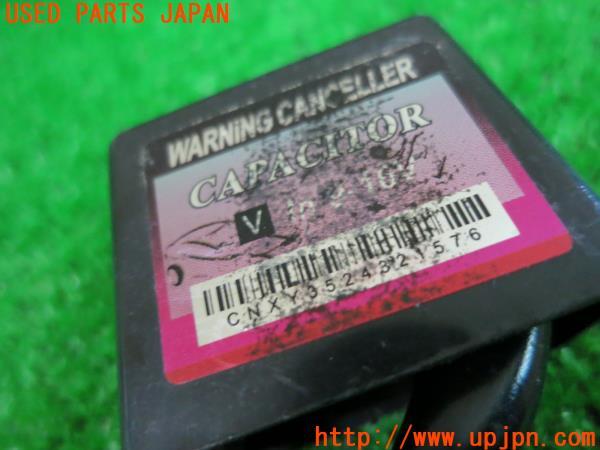 USED PARTS JAPAN
WARNING CANCELLER
CAPACITOR
V
CNXY3524321576
http://www.upjpn.com